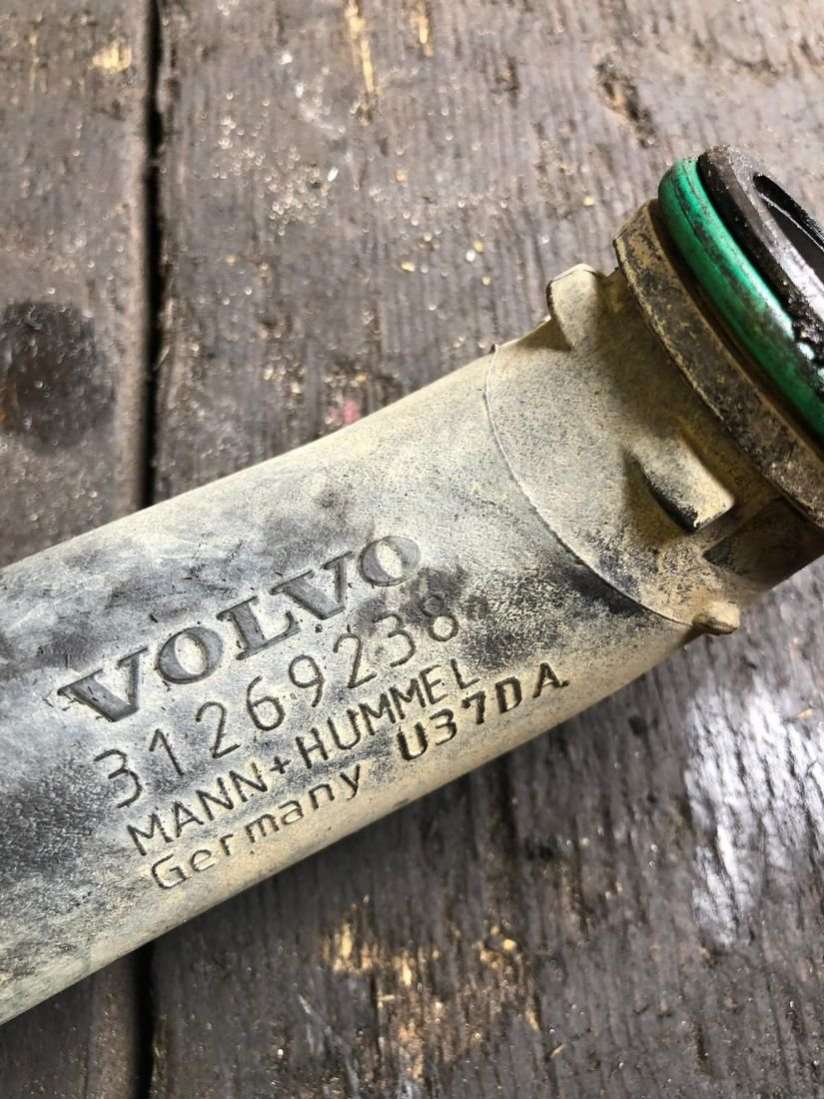 VOLVO
31269238
MANN+HUMMEL
Germany U37DA